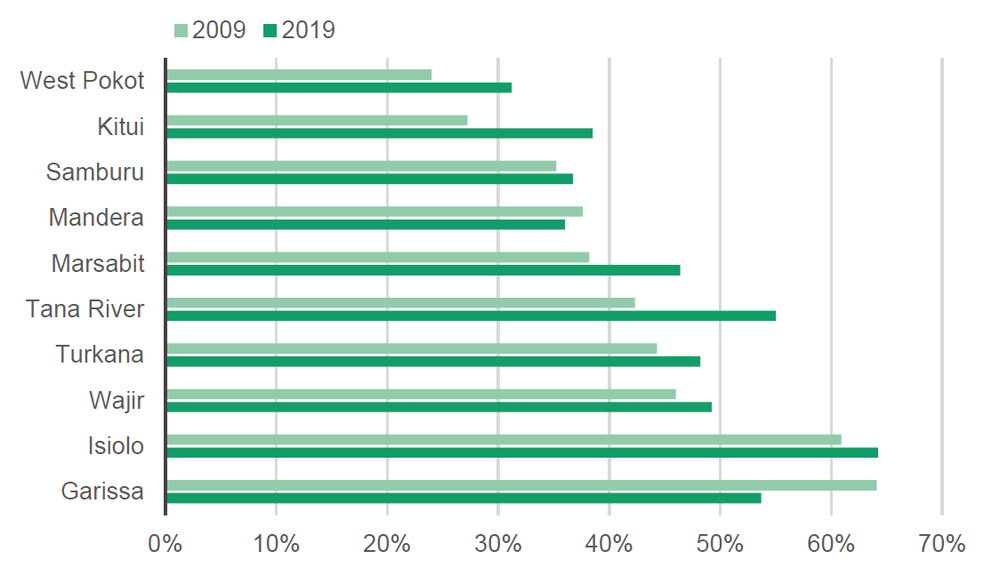 2009 2019
West Pokot
Kitui
Samburu
Mandera
Marsabit
Tana River
Turkana
Wajir
Isiolo
Garissa
0% 10% 20% 30% 40% 50% 60% 70%